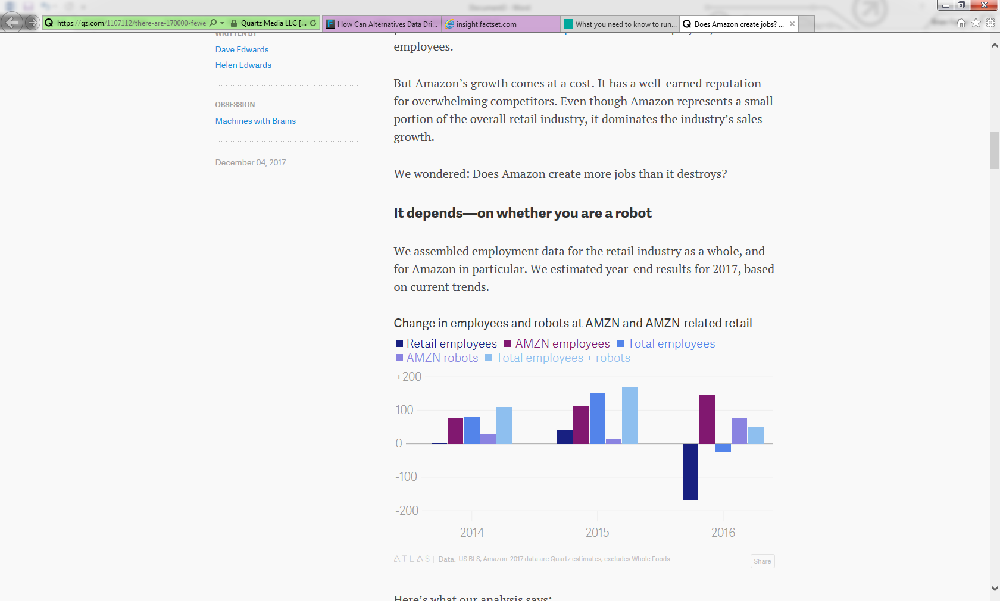 Document1 - Word
https://qz.com/1107112/there-are-170000-fewe
Quartz Media LLC [...
How Can Alternatives Data Dri...
insight.factset.com
What you need to know to run...
Does Amazon create jobs? ...
WRITTEN BY
Dave Edwards
Helen Edwards
OBSESSION
Machines with Brains
December 04, 2017
employees.
But Amazon’s growth comes at a cost. It has a well-earned reputation
for overwhelming competitors. Even though Amazon represents a small
portion of the overall retail industry, it dominates the industry’s sales
growth.
We wondered: Does Amazon create more jobs than it destroys?
It depends—on whether you are a robot
We assembled employment data for the retail industry as a whole, and
for Amazon in particular. We estimated year-end results for 2017, based
on current trends.
Change in employees and robots at AMZN and AMZN-related retail
Retail employees AMZN employees Total employees
AMZN robots Total employees + robots
+200
100
0
-100
-200
2014 2015 2016
ATLAS | Data: US BLS, Amazon. 2017 data are Quartz estimates, excludes Whole Foods.
Share
Here’s what our analysis says: